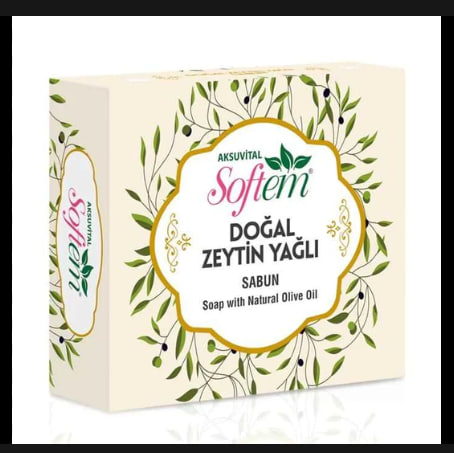 AKSUVİTAL
Softem®
DOĞAL
ZEYTİN YAĞLI
SABUN
Soap with Natural Olive Oil
AKSUVİTAL
Softem®